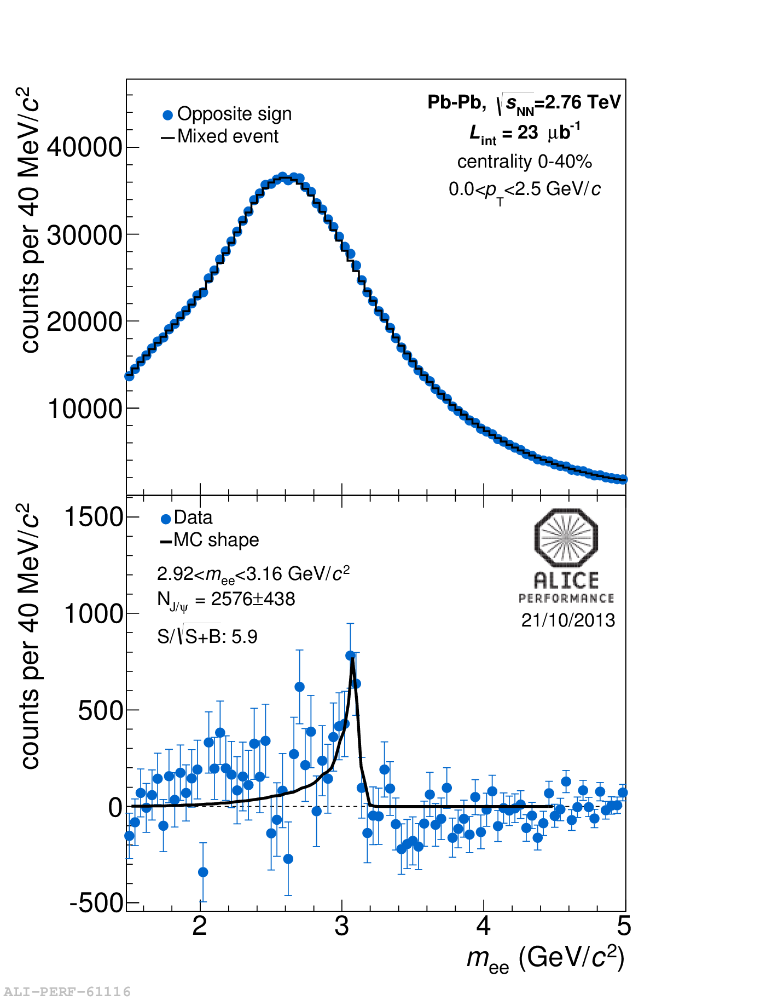 counts per 40 MeV/c²
40000
30000
20000
10000
Opposite sign
Mixed event
Pb-Pb, √sNN=2.76 TeV
Lint = 23 μb⁻¹
centrality 0-40%
0.0<pT<2.5 GeV/c
counts per 40 MeV/c²
1500
1000
500
0
-500
Data
MC shape
2.92<mee<3.16 GeV/c²
NJ/ψ = 2576±438
S/√S+B: 5.9
ALICE
PERFORMANCE
21/10/2013
2 3 4 5
mee (GeV/c²)
ALI-PERF-61116